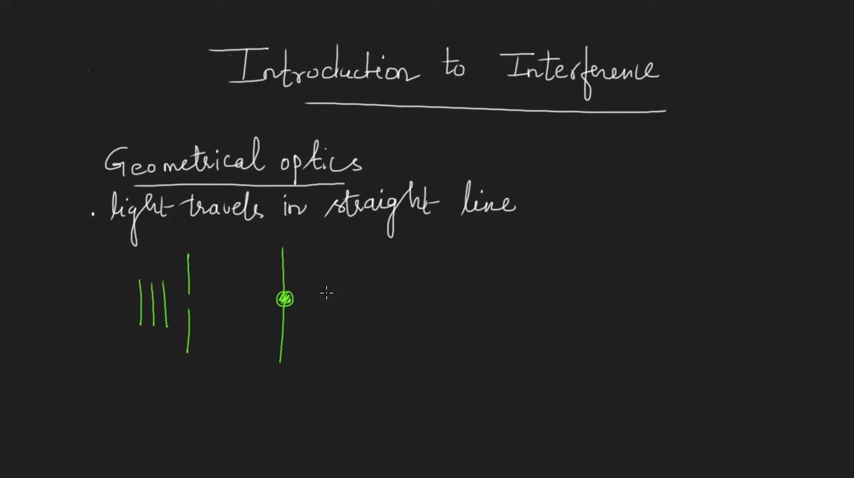 Introduction to Interference
Geometrical optics
. light travels in straight line